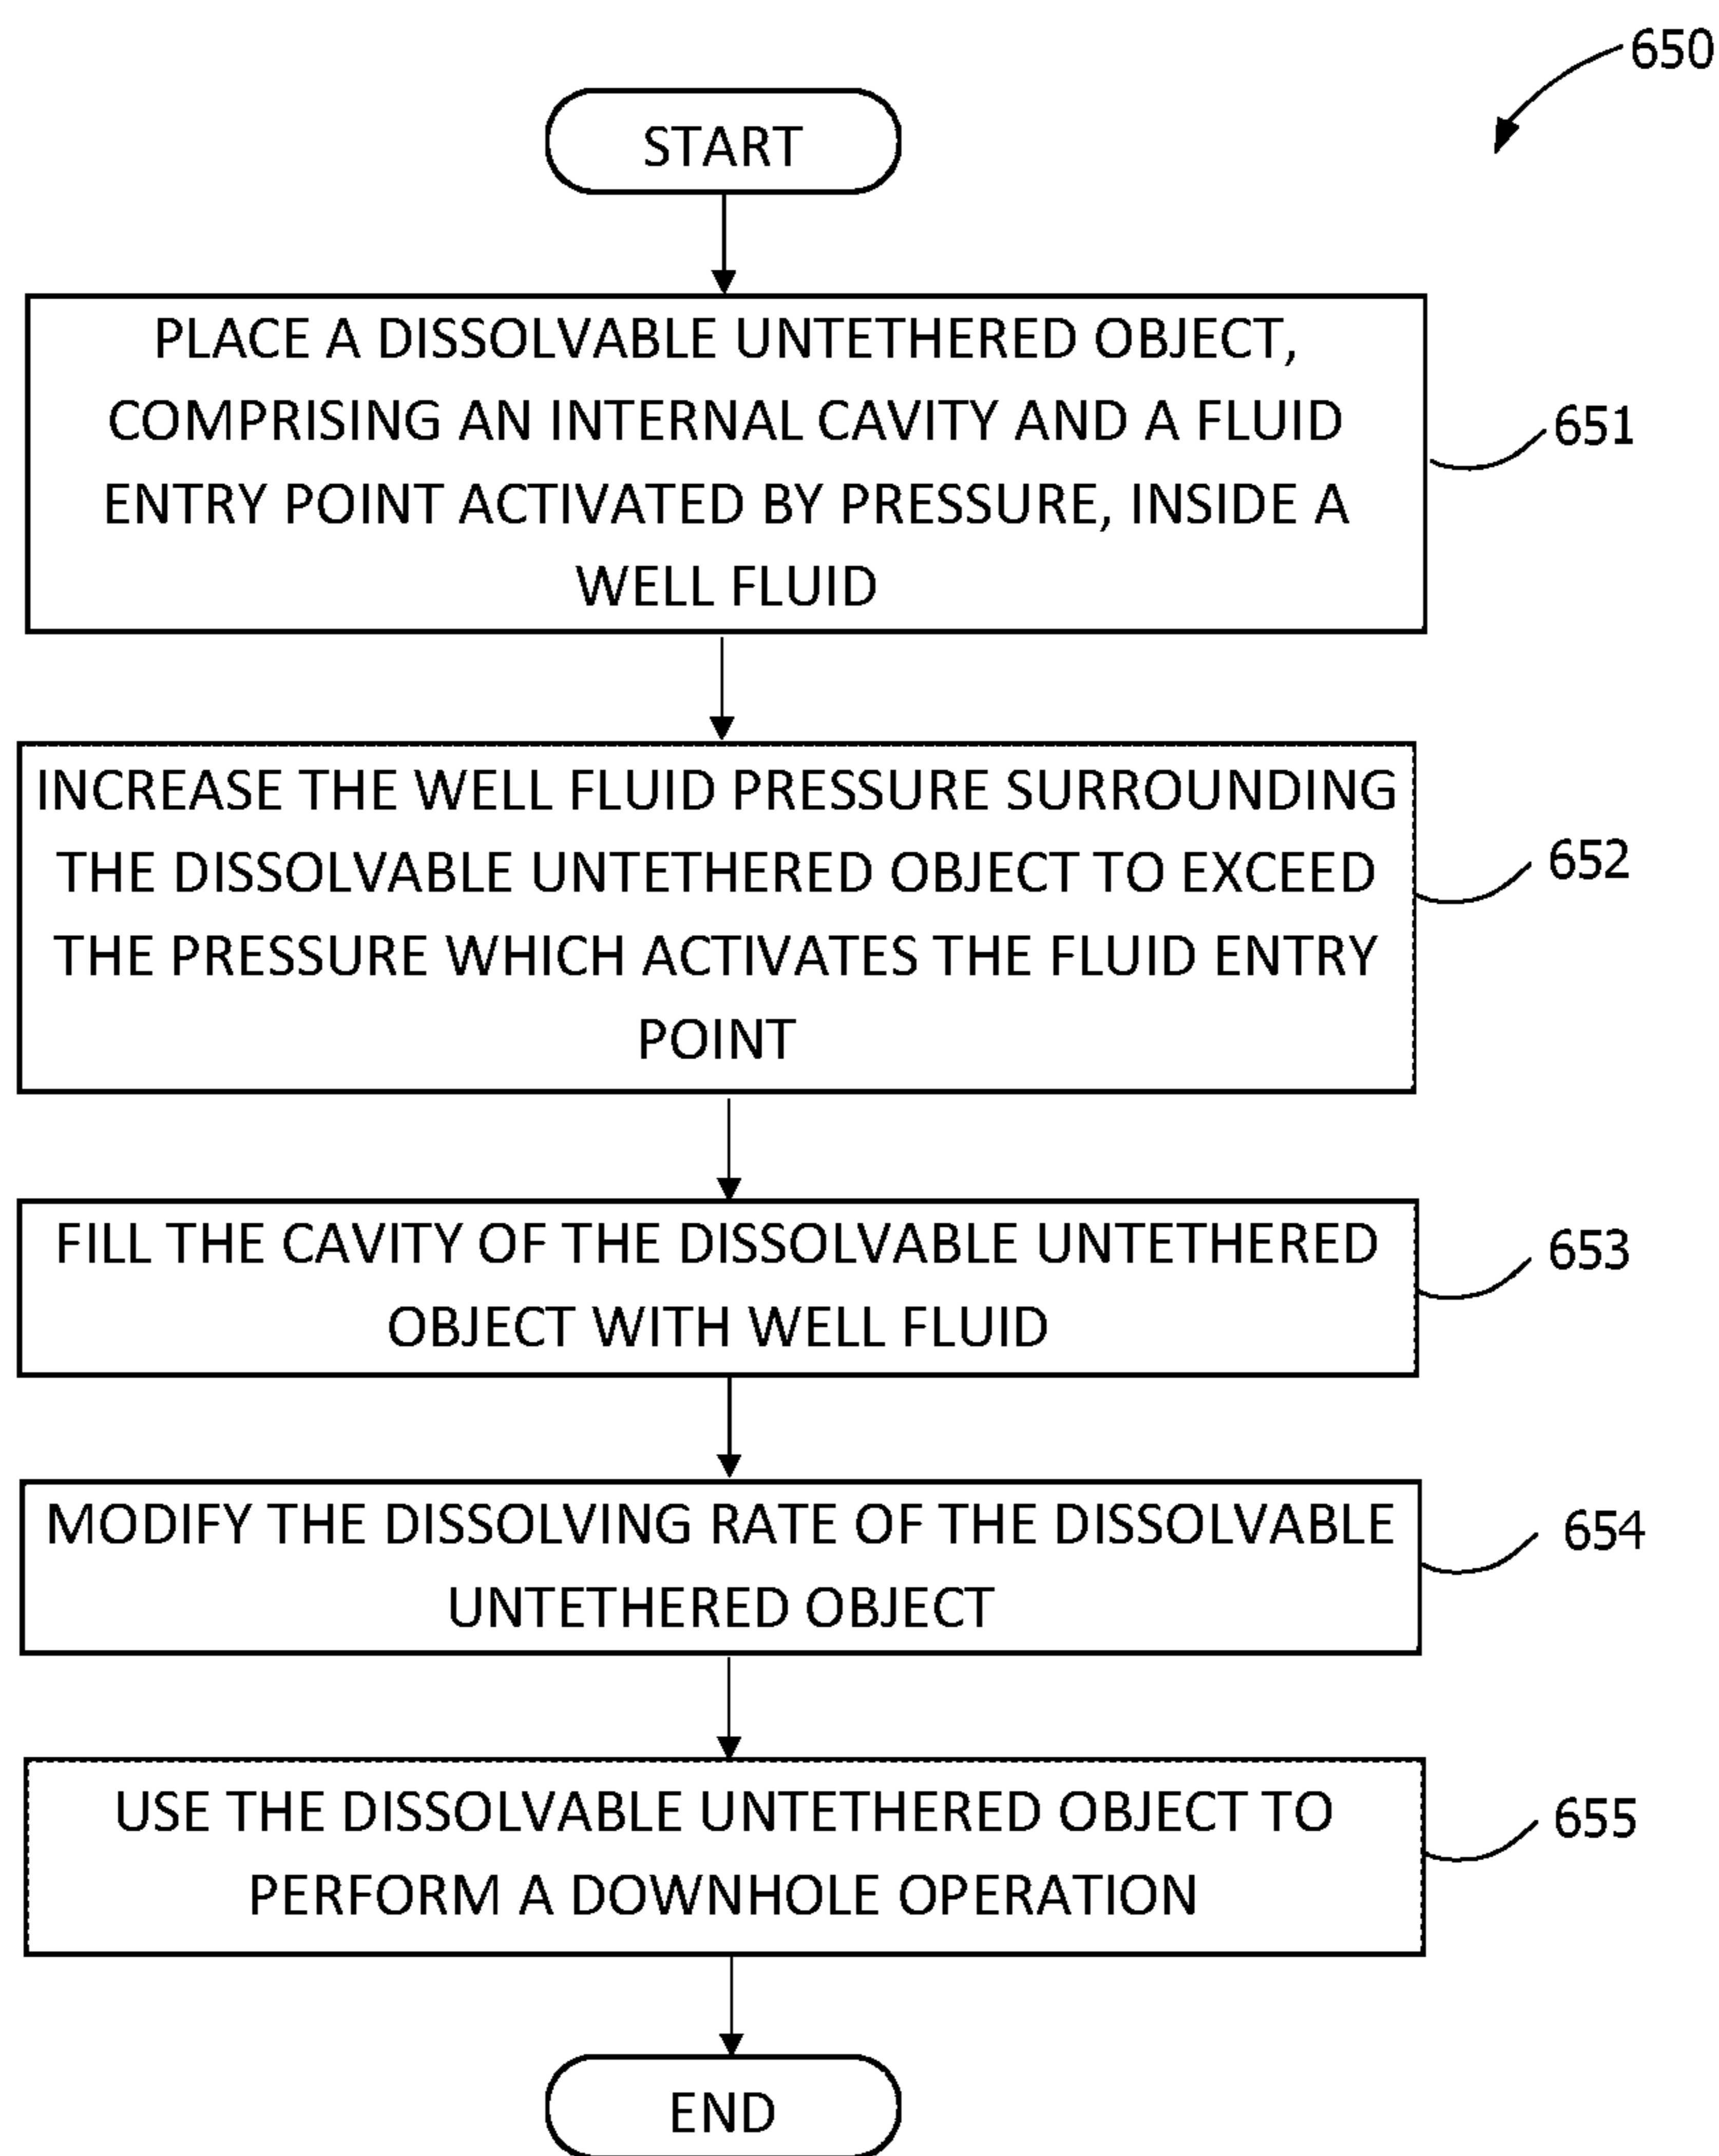 650
START
PLACE A DISSOLVABLE UNTETHERED OBJECT,
COMPRISING AN INTERNAL CAVITY AND A FLUID
ENTRY POINT ACTIVATED BY PRESSURE, INSIDE A
WELL FLUID
651
INCREASE THE WELL FLUID PRESSURE SURROUNDING
THE DISSOLVABLE UNTETHERED OBJECT TO EXCEED
THE PRESSURE WHICH ACTIVATES THE FLUID ENTRY
POINT
652
FILL THE CAVITY OF THE DISSOLVABLE UNTETHERED
OBJECT WITH WELL FLUID
653
MODIFY THE DISSOLVING RATE OF THE DISSOLVABLE
UNTETHERED OBJECT
654
USE THE DISSOLVABLE UNTETHERED OBJECT TO
PERFORM A DOWNHOLE OPERATION
655
END